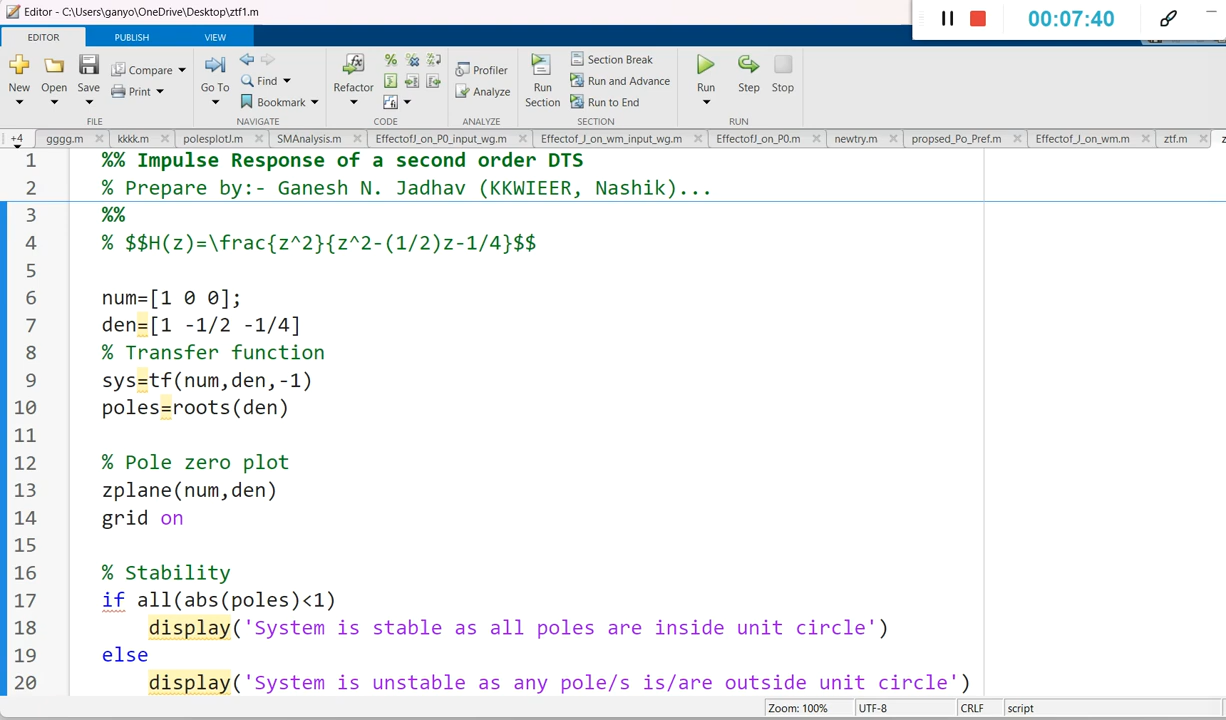 Editor - C:\Users\ganyo\OneDrive\Desktop\ztf1.m
00:07:40
EDITOR PUBLISH VIEW
New Open Save Compare Print
FILE
Go To Find Bookmark
NAVIGATE
Refactor
CODE
Profiler Analyze
ANALYZE
Run Section Section Break Run and Advance Run to End
SECTION
Run Step Stop
RUN
+4 gggg.m kkkk.m polesplotJ.m SMAnalysis.m EffectofJ_on_P0_input_wg.m Effectof_J_on_wm_input_wg.m EffectofJ_on_P0.m newtry.m propsed_Po_Pref.m Effectof_J_on_wm.m ztf.m z
1 %% Impulse Response of a second order DTS
2 % Prepare by:- Ganesh N. Jadhav (KKWIEER, Nashik)...
3 %%
4 % $$H(z)=\frac{z^2}{z^2-(1/2)z-1/4}$$
5
6 num=[1 0 0];
7 den=[1 -1/2 -1/4]
8 % Transfer function
9 sys=tf(num,den,-1)
10 poles=roots(den)
11
12 % Pole zero plot
13 zplane(num,den)
14 grid on
15
16 % Stability
17 if all(abs(poles)<1)
18 display('System is stable as all poles are inside unit circle')
19 else
20 display('System is unstable as any pole/s is/are outside unit circle')
Zoom: 100% UTF-8 CRLF script